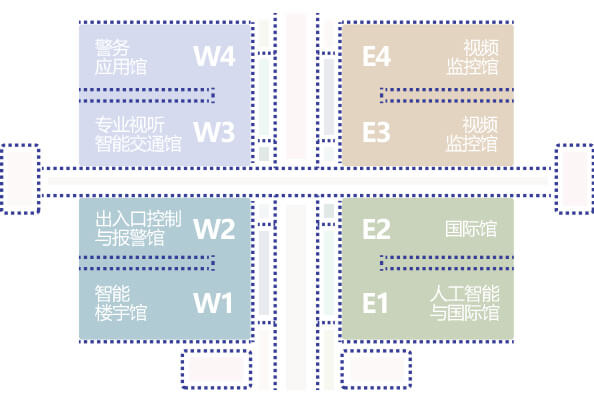 警务
应用馆
W4
专业视听
智能交通馆
W3
出入口控制
与报警馆
W2
智能
楼宇馆
W1
E4
视频
监控馆
E3
视频
监控馆
E2
国际馆
E1
人工智能
与国际馆